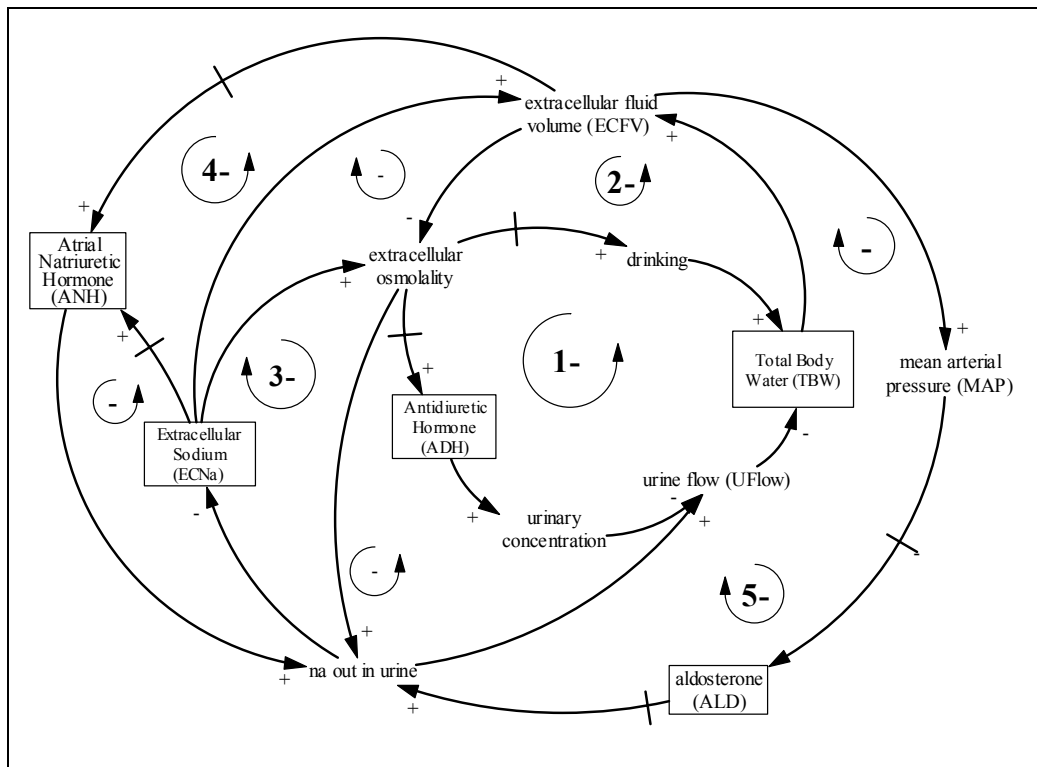 +
extracellular fluid
volume (ECFV)
+
4-
-
2-
+
-
Atrial
Natriuretic
Hormone
(ANH)
extracellular
osmolality
+
+
drinking
-
+
+
3-
1-
+
+
Total Body
Water (TBW)
+
mean arterial
pressure (MAP)
-
Extracellular
Sodium
(ECNa)
Antidiuretic
Hormone
(ADH)
-
urine flow (UFlow)
-
+
-
+
urinary
concentration
-
-
5-
+
+
na out in urine
+
aldosterone
(ALD)